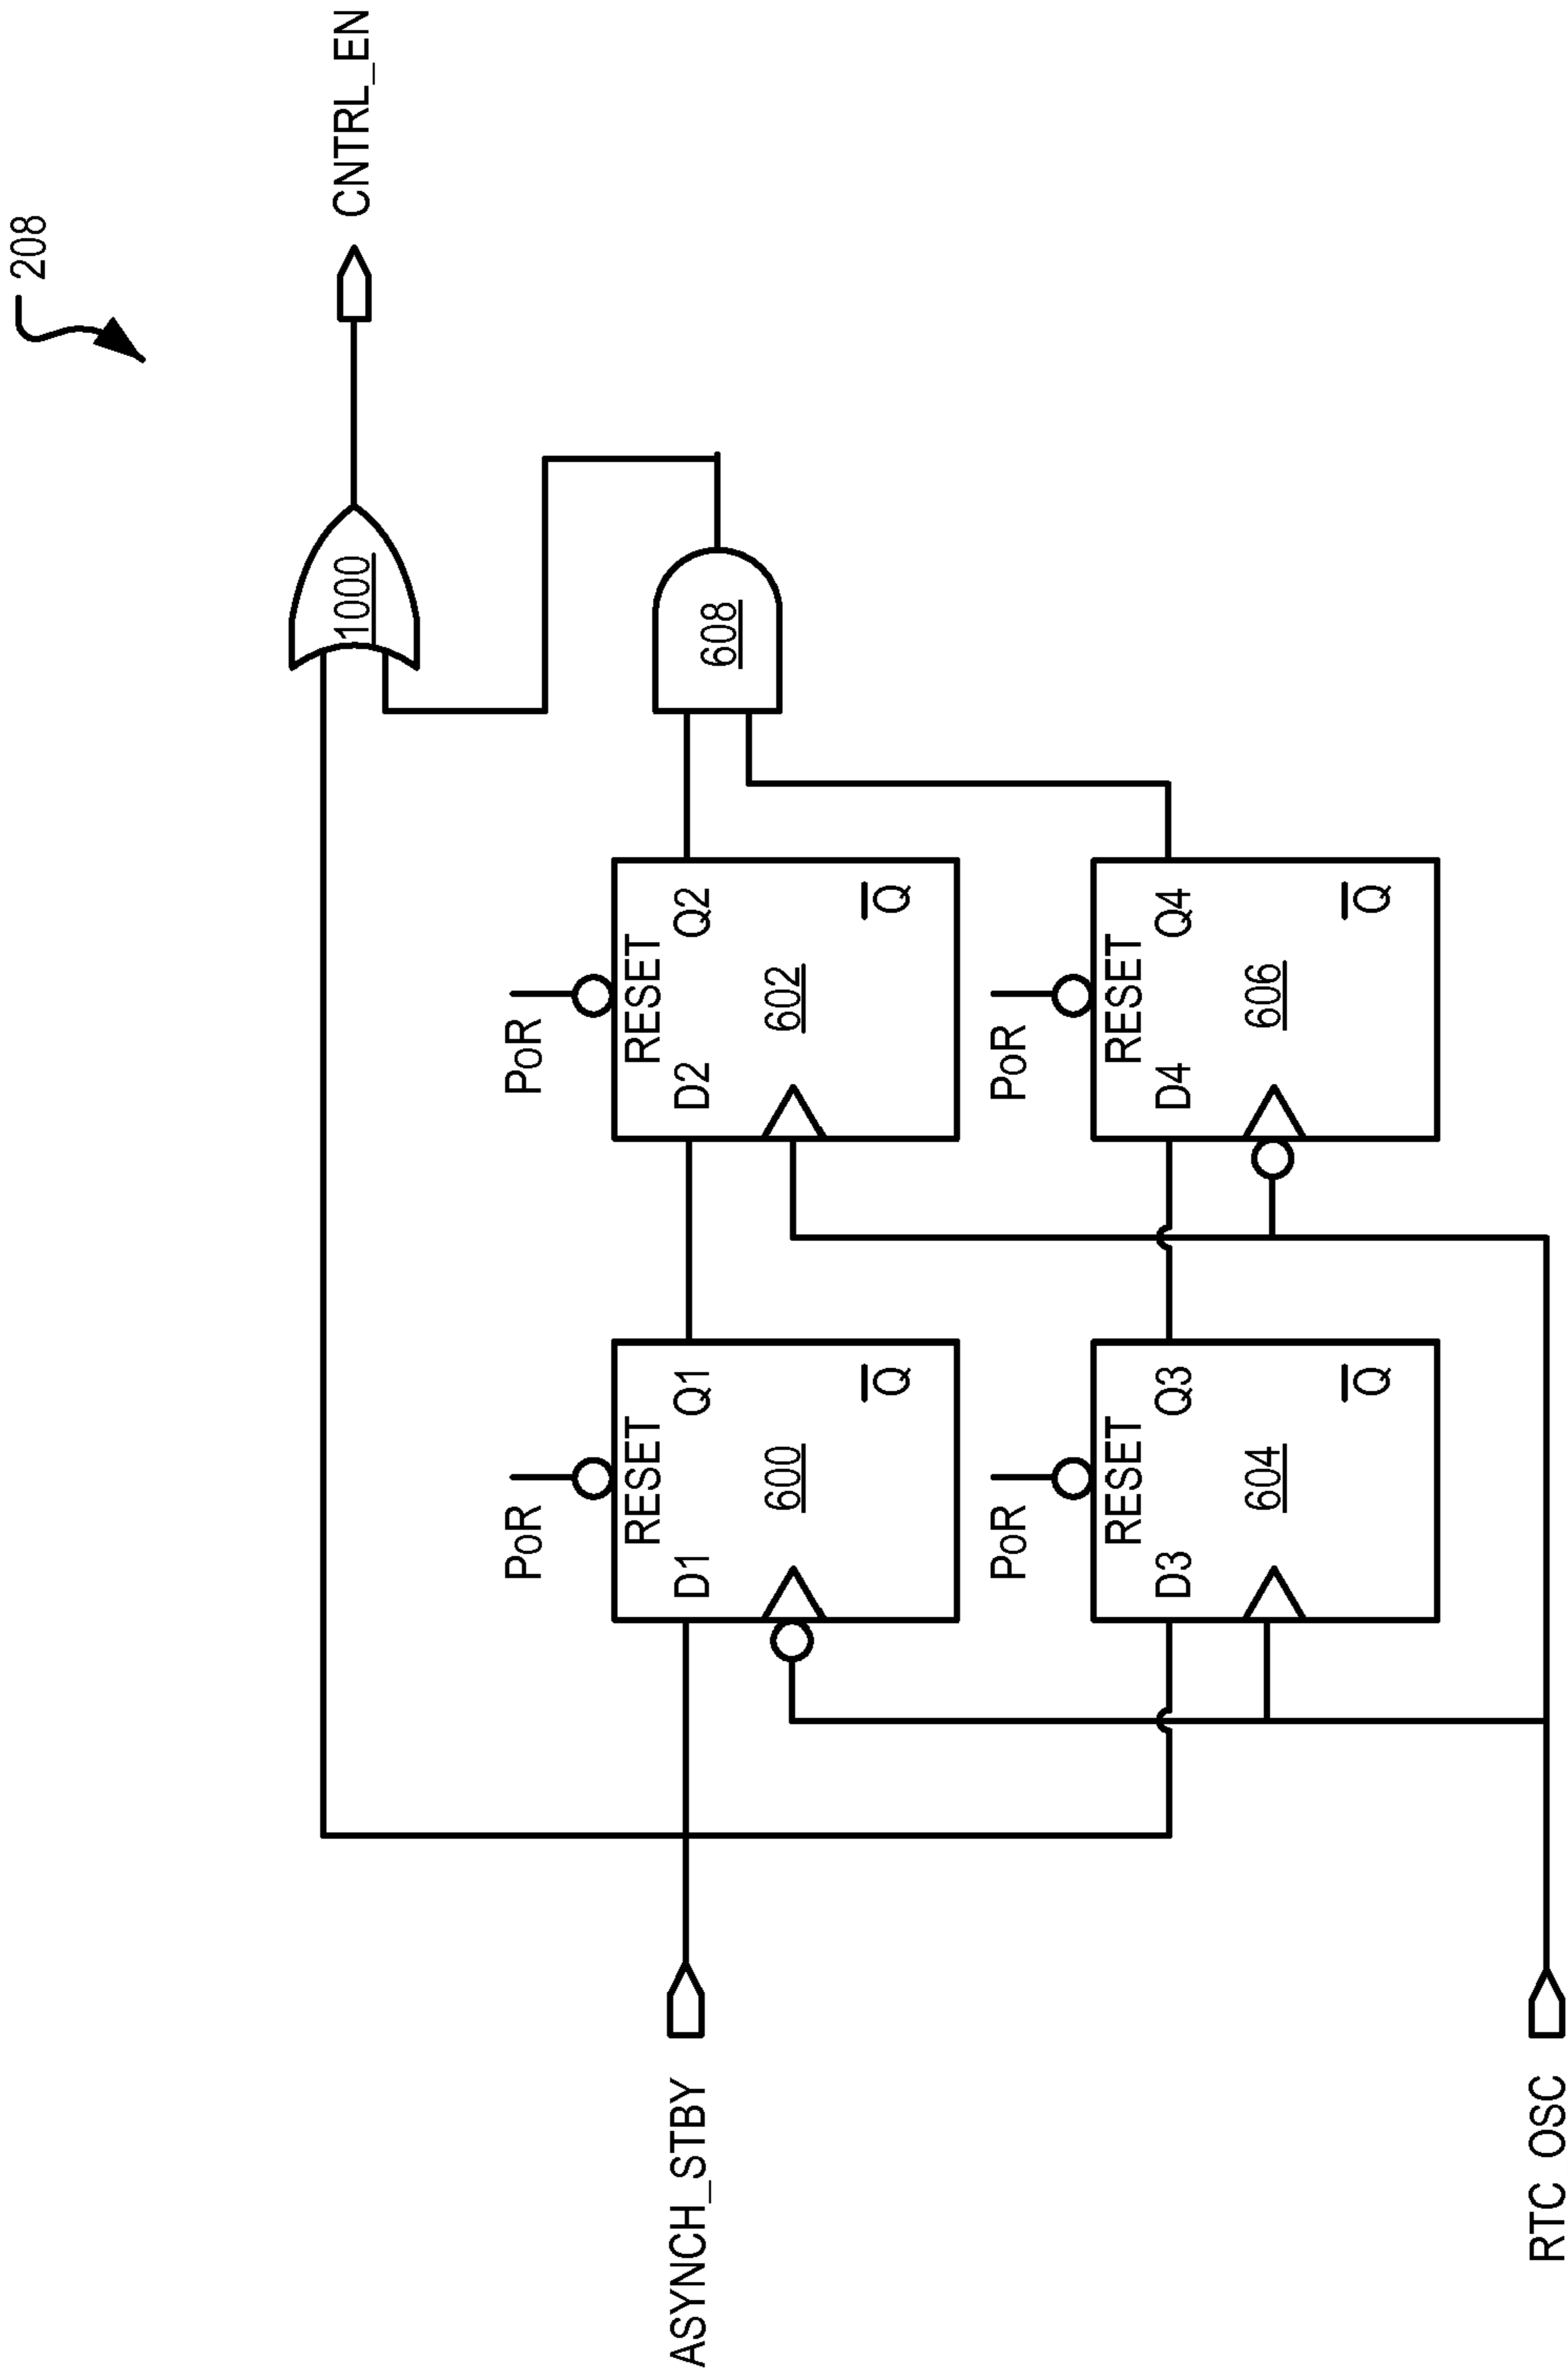 208
CNTRL_EN
1000
608
PoR
RESET
D1
Q1
600
Q
PoR
RESET
D2
Q2
602
Q
PoR
RESET
D3
Q3
604
Q
PoR
RESET
D4
Q4
606
Q
ASYNCH_STBY
RTC OSC